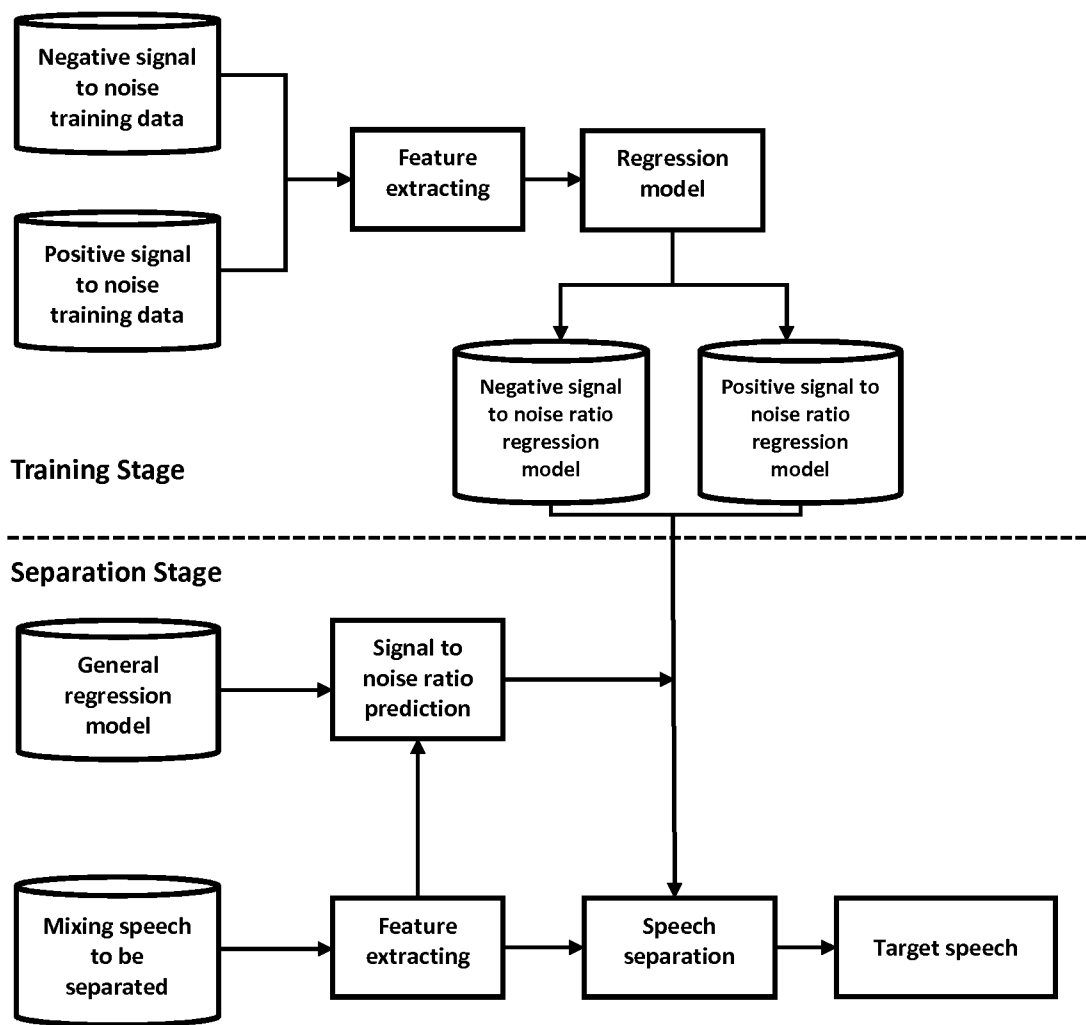 Negative signal
to noise
training data
Feature
extracting
Regression
model
Positive signal
to noise
training data
Negative signal
to noise ratio
regression
model
Positive signal to
noise ratio
regression
model
Training Stage
Separation Stage
General
regression
model
Signal to
noise ratio
prediction
Mixing speech
to be
separated
Feature
extracting
Speech
separation
Target speech